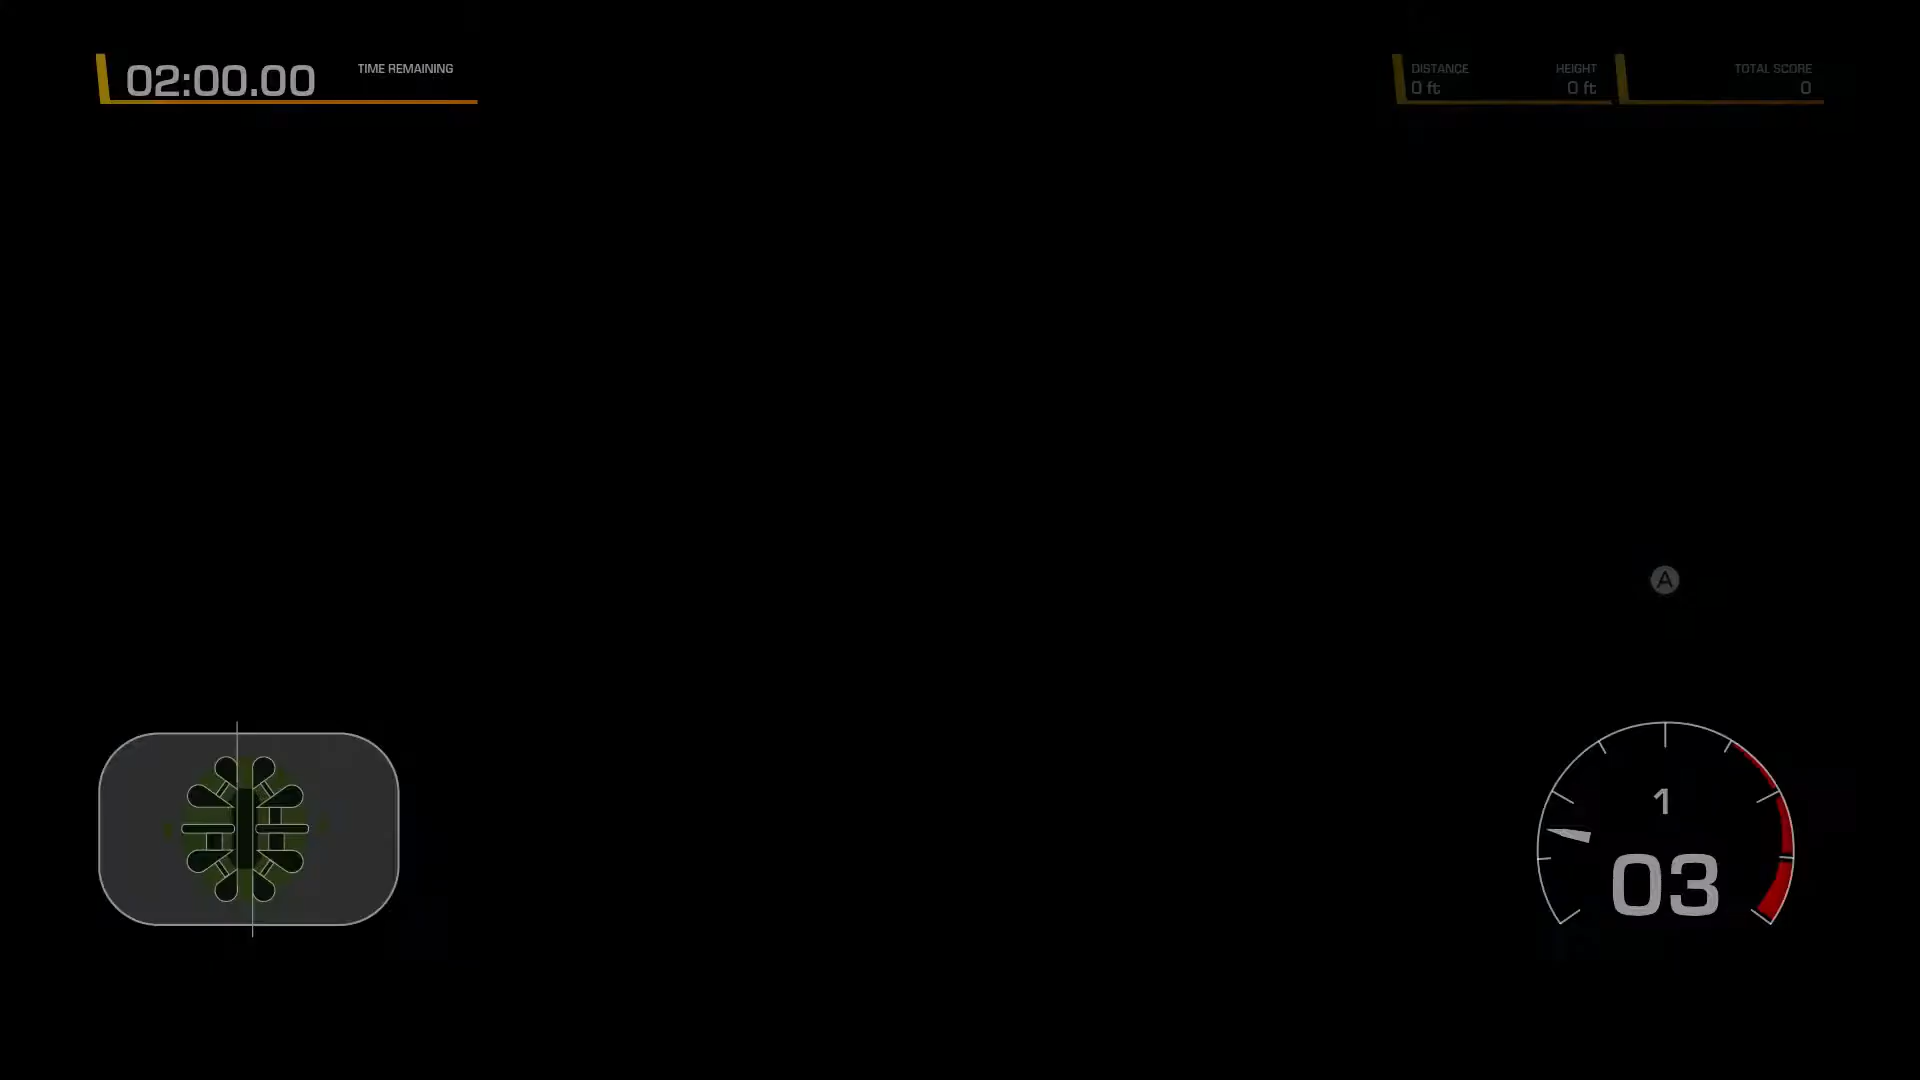 02:00.00 TIME REMAINING
DISTANCE HEIGHT TOTAL SCORE
0 ft 0 ft 0
A
1
03